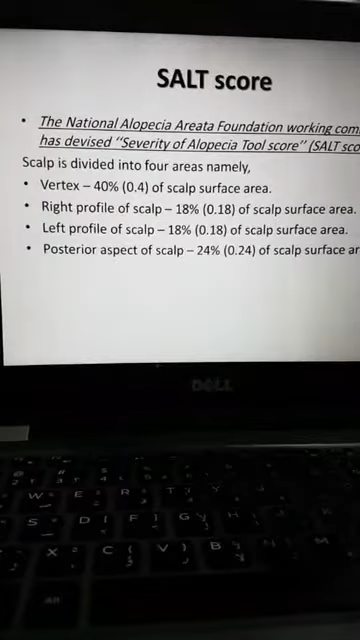 SALT score
• The National Alopecia Areata Foundation working
has devised “Severity of Alopecia Tool score” (SALT
Scalp is divided into four areas namely,
• Vertex – 40% (0.4) of scalp surface area.
• Right profile of scalp – 18% (0.18) of scalp surface area.
• Left profile of scalp – 18% (0.18) of scalp surface area.
• Posterior aspect of scalp – 24% (0.24) of scalp surface
DELL
W E R T Y
S D F G H
X C V B N M
Alt